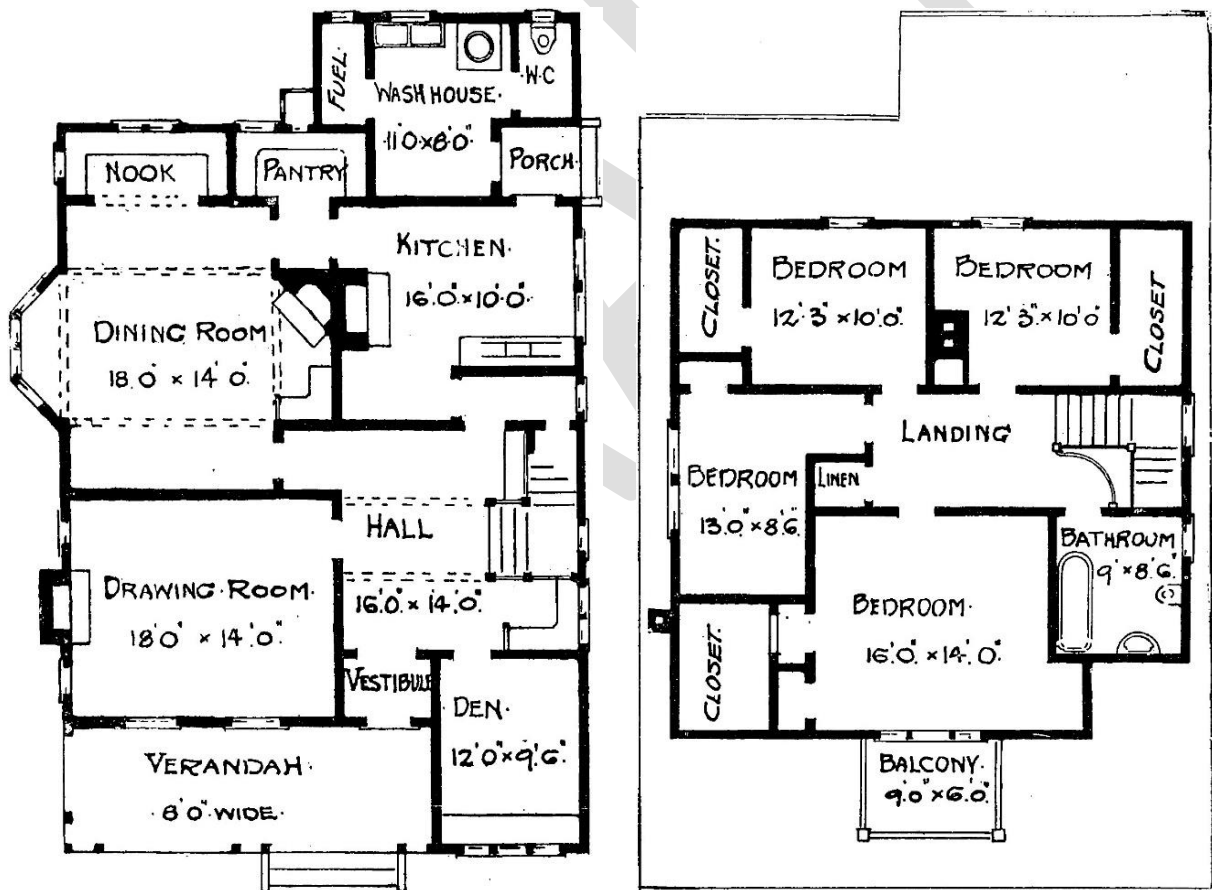 FUEL.
WASH HOUSE.
11'0" x 8'0"
W.C
NOOK
PANTRY
PORCH.
KITCHEN.
16'.0" x 10'.0"
DINING ROOM
18'.0" x 14'0".
HALL
16'.0" x 14'.0".
DRAWING.ROOM.
18'0" x 14'.0".
VESTIBULE
DEN.
12'0" x 9'.6"
VERANDAH.
.8'0".WIDE.
CLOSET.
BEDROOM
12'.3" x 10'.0".
BEDROOM
12'.3" x 10'0"
CLOSET
LANDING
BEDROOM
13'.0" x 8'.6"
LINEN
BATHROOM
9' x 8'.6".
BEDROOM.
16'.0". x 14'.0".
CLOSET
BALCONY.
9'.0" x 6'.0".